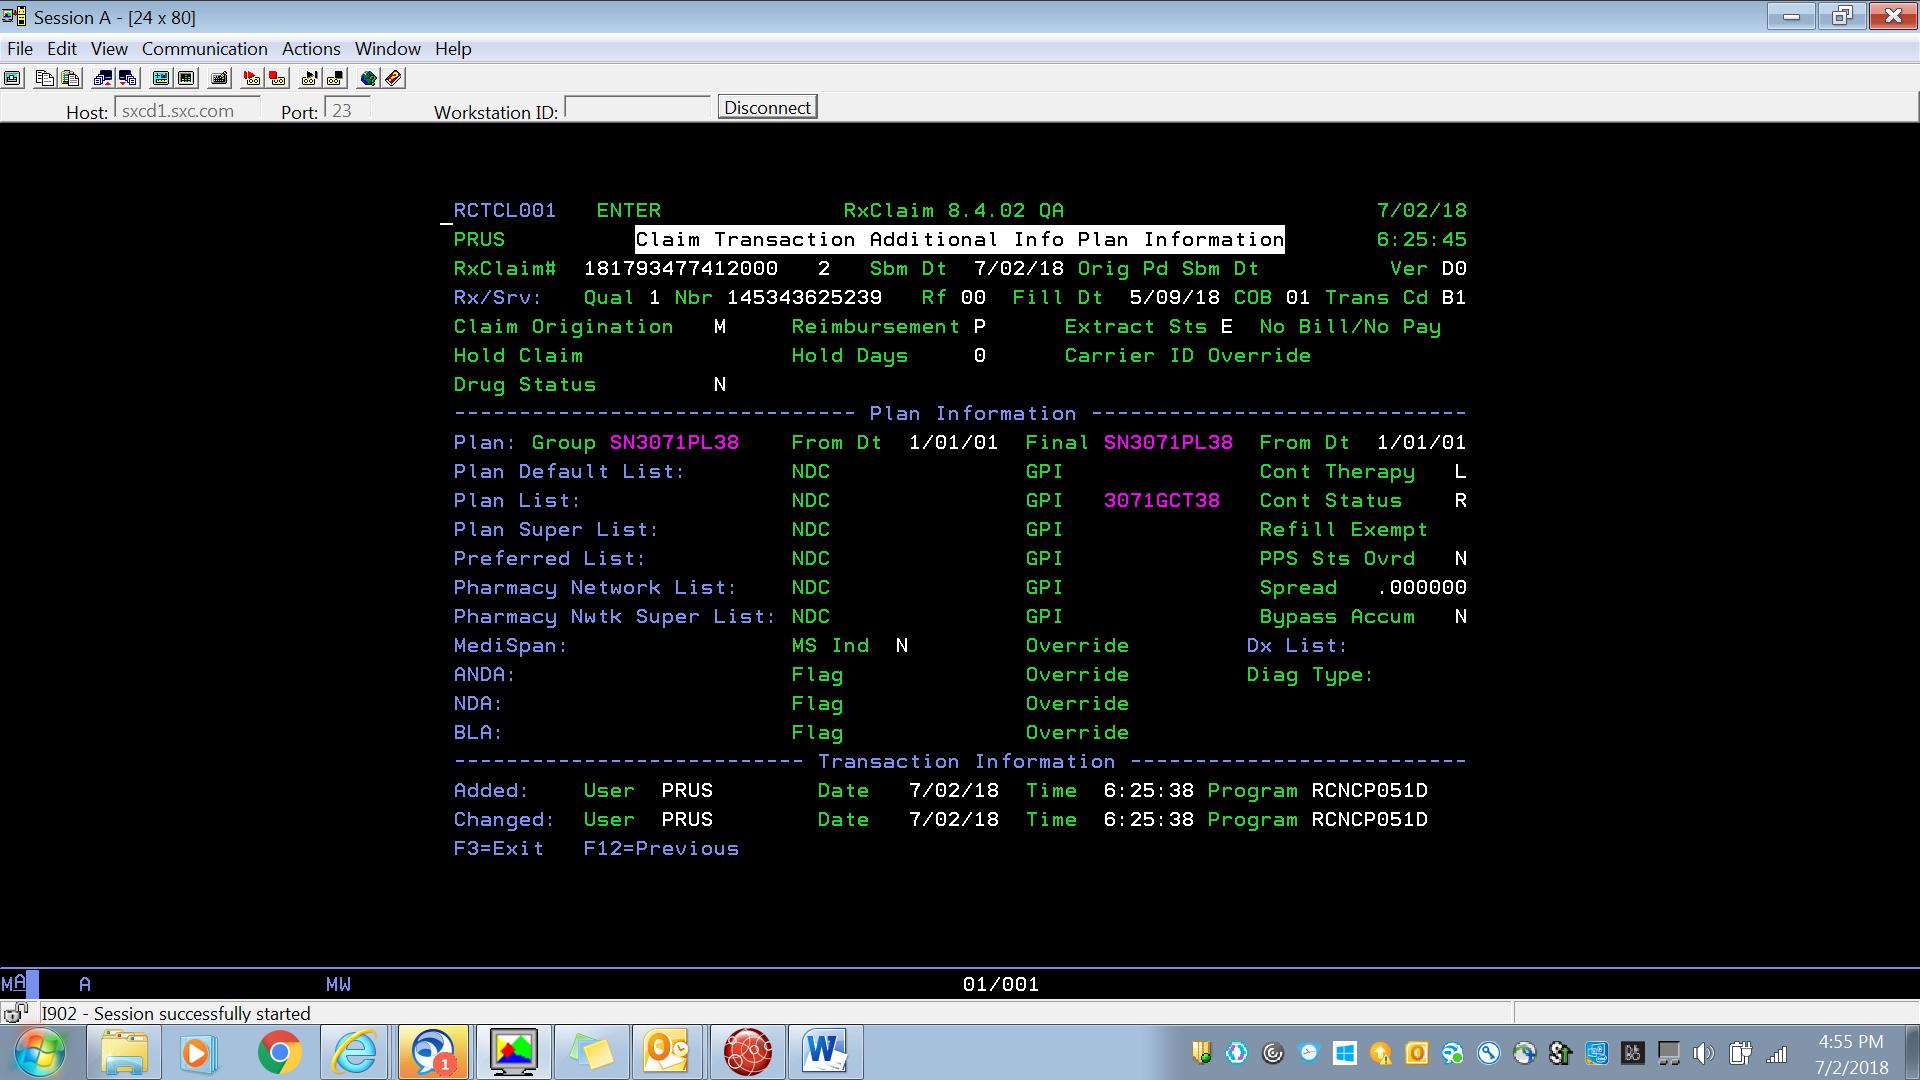 Session A - [24 x 80]
File Edit View Communication Actions Window Help
Host: sxcd1.sxc.com Port: 23 Workstation ID: Disconnect
RCTCL001 ENTER RxClaim 8.4.02 QA 7/02/18
PRUS Claim Transaction Additional Info Plan Information 6:25:45
RxClaim# 181793477412000 2 Sbm Dt 7/02/18 Orig Pd Sbm Dt Ver D0
Rx/Srv: Qual 1 Nbr 145343625239 Rf 00 Fill Dt 5/09/18 COB 01 Trans Cd B1
Claim Origination M Reimbursement P Extract Sts E No Bill/No Pay
Hold Claim Hold Days 0 Carrier ID Override
Drug Status N
------------------------------- Plan Information -----------------------------
Plan: Group SN3071PL38 From Dt 1/01/01 Final SN3071PL38 From Dt 1/01/01
Plan Default List: NDC GPI Cont Therapy L
Plan List: NDC GPI 3071GCT38 Cont Status R
Plan Super List: NDC GPI Refill Exempt
Preferred List: NDC GPI PPS Sts Ovrd N
Pharmacy Network List: NDC GPI Spread .000000
Pharmacy Nwtk Super List: NDC GPI Bypass Accum N
MediSpan: MS Ind N Override Dx List:
ANDA: Flag Override Diag Type:
NDA: Flag Override
BLA: Flag Override
--------------------------- Transaction Information --------------------------
Added: User PRUS Date 7/02/18 Time 6:25:38 Program RCNCP051D
Changed: User PRUS Date 7/02/18 Time 6:25:38 Program RCNCP051D
F3=Exit F12=Previous
MA A MW 01/001
I902 - Session successfully started
1
4:55 PM
7/2/2018